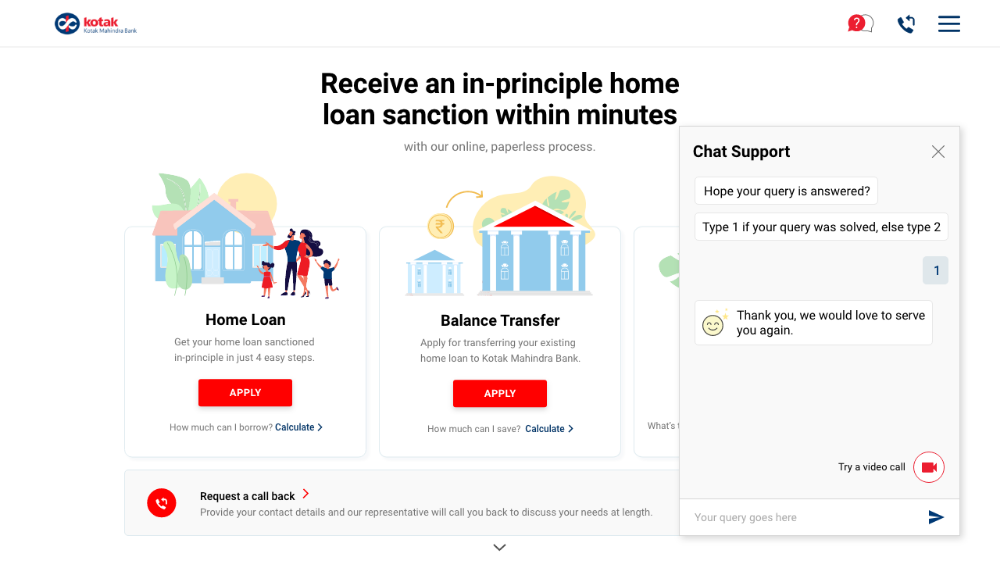 kotak
Kotak Mahindra Bank
?
Receive an in-principle home
loan sanction within minutes
with our online, paperless process.
Home Loan
Get your home loan sanctioned
in-principle in just 4 easy steps.
APPLY
How much can I borrow? Calculate
₹
Balance Transfer
Apply for transferring your existing
home loan to Kotak Mahindra Bank.
APPLY
How much can I save? Calculate
What's
Request a call back
Provide your contact details and our representative will call you back to discuss your needs at length.
Chat Support
Hope your query is answered?
Type 1 if your query was solved, else type 2
1
Thank you, we would love to serve
you again.
Try a video call
Your query goes here